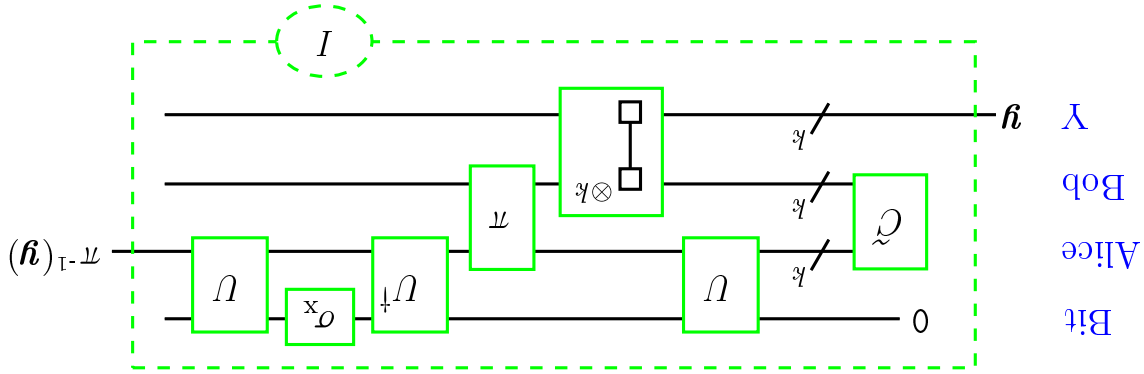 Bit
0
σₓ
U
U†
U
Alice
k
π⁻¹(y)
C̃
π
Bob
k
⊗k
Y
y
k
I